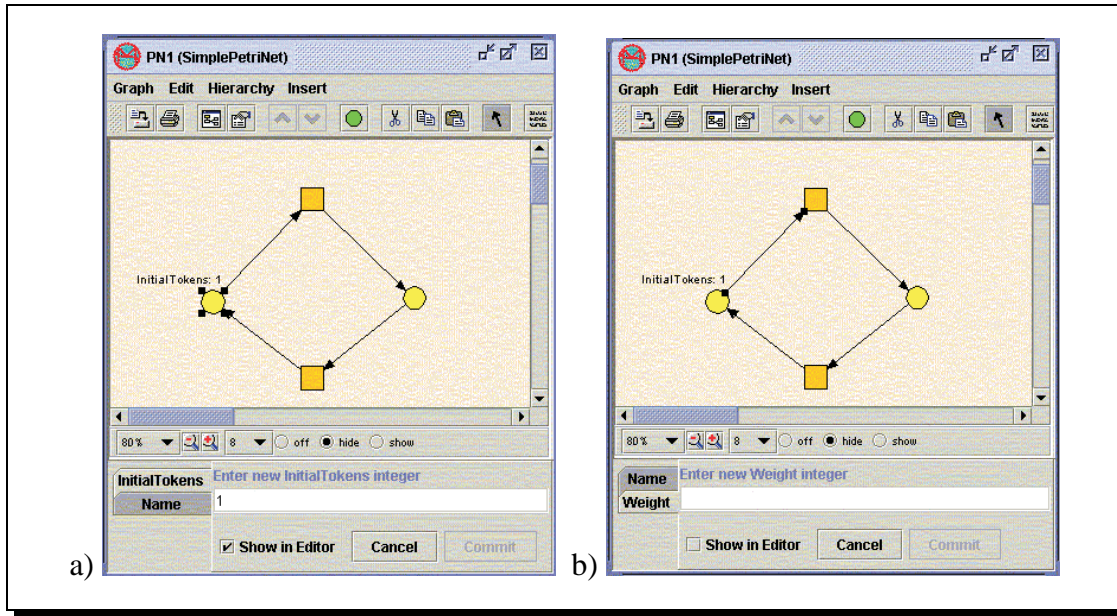 PN1 (SimplePetriNet)
Graph Edit Hierarchy Insert
InitialTokens: 1
80% 8 off hide show
InitialTokens
Name
Enter new InitialTokens integer
1
Show in Editor Cancel Commit
a)
PN1 (SimplePetriNet)
Graph Edit Hierarchy Insert
InitialTokens: 1
80% 8 off hide show
Name
Weight
Enter new Weight integer
Show in Editor Cancel Commit
b)